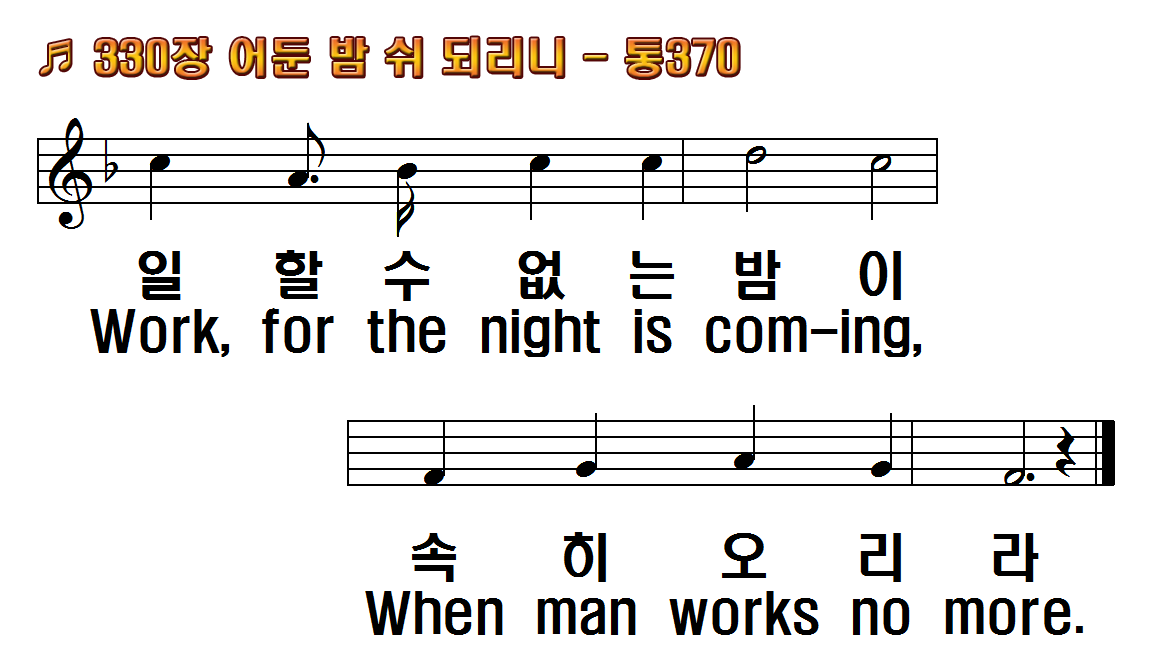 ♬ 330장 어둔 밤 쉬 되리니 - 통370
일 할 수 없 는 밤 이
Work, for the night is com-ing,
속 히 오 리 라
When man works no more.